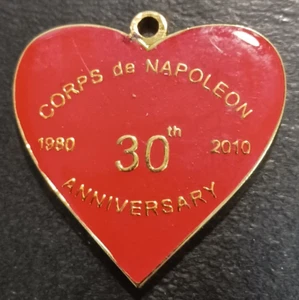 CORPS de NAPOLEON
1980 30th 2010
ANNIVERSARY